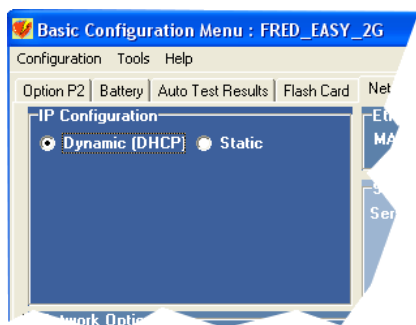 Basic Configuration Menu : FRED_EASY_2G
Configuration Tools Help
Option P2 Battery Auto Test Results Flash Card Net
IP Configuration
Dynamic (DHCP) Static
Et
MA
Ser